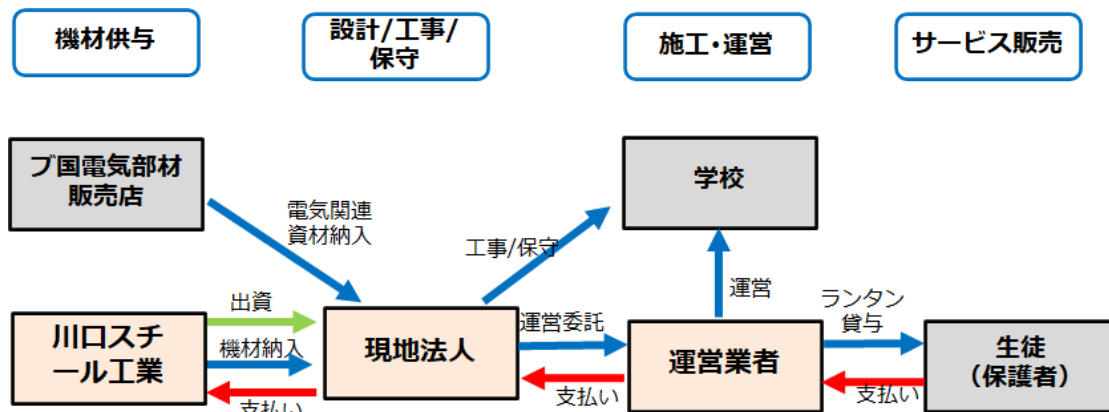 機材供与
設計/工事/
保守
施工・運営
サービス販売
ブ国電気部材
販売店
学校
電気関連
資材納入
工事/保守
出資
運営
ランタン
貸与
川口スチ
ール工業
機材納入
現地法人
運営委託
運営業者
生徒
（保護者）
支払い
支払い
支払い